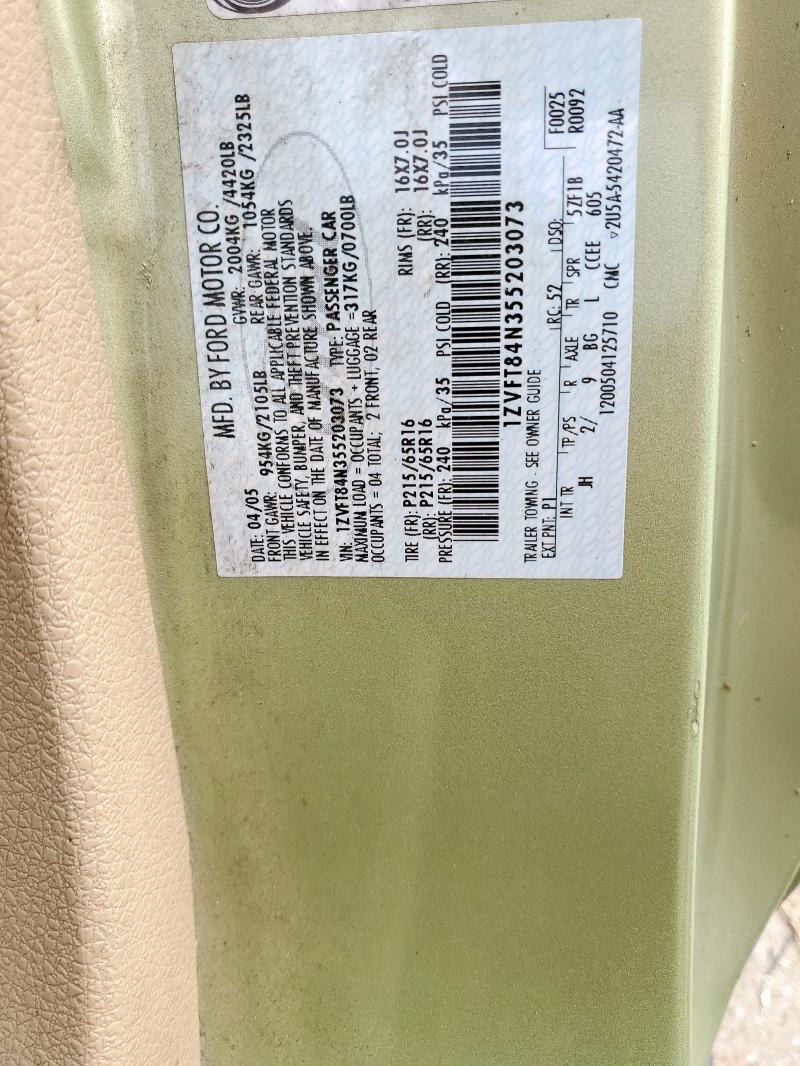 MFD. BY FORD MOTOR CO.
DATE: 04/05 GVWR: 2004KG /4420LB
FRONT GAWR: 954KG/2105LB REAR GAWR: 1054KG /2325LB
THIS VEHICLE CONFORMS TO ALL APPLICABLE FEDERAL MOTOR
VEHICLE SAFETY, BUMPER, AND THEFT PREVENTION STANDARDS
IN EFFECT ON THE DATE OF MANUFACTURE SHOWN ABOVE.
VIN: 1ZVFT84N355203073 TYPE: PASSENGER CAR
MAXIMUM LOAD = OCCUPANTS + LUGGAGE =317KG/0700LB
OCCUPANTS = 04 TOTAL: 2 FRONT, 02 REAR
TIRE (FR): P215/65R16 RIMS (FR): 16X7.0J
(RR): P215/65R16 (RR): 16X7.0J
PRESSURE (FR): 240 kPa/35 PSI COLD (RR): 240 kPa/35 PSI COLD
1ZVFT84N355203073
TRAILER TOWING - SEE OWNER GUIDE F0025
EXT PNT: P1 RC: 52 DSO: R0092
INT TR TP/PS R AXLE TR SPR 5ZF1B
JH 2/ 9 BG L CCEE 605
1200504125710 CMC ▽2U5A-5420472-AA